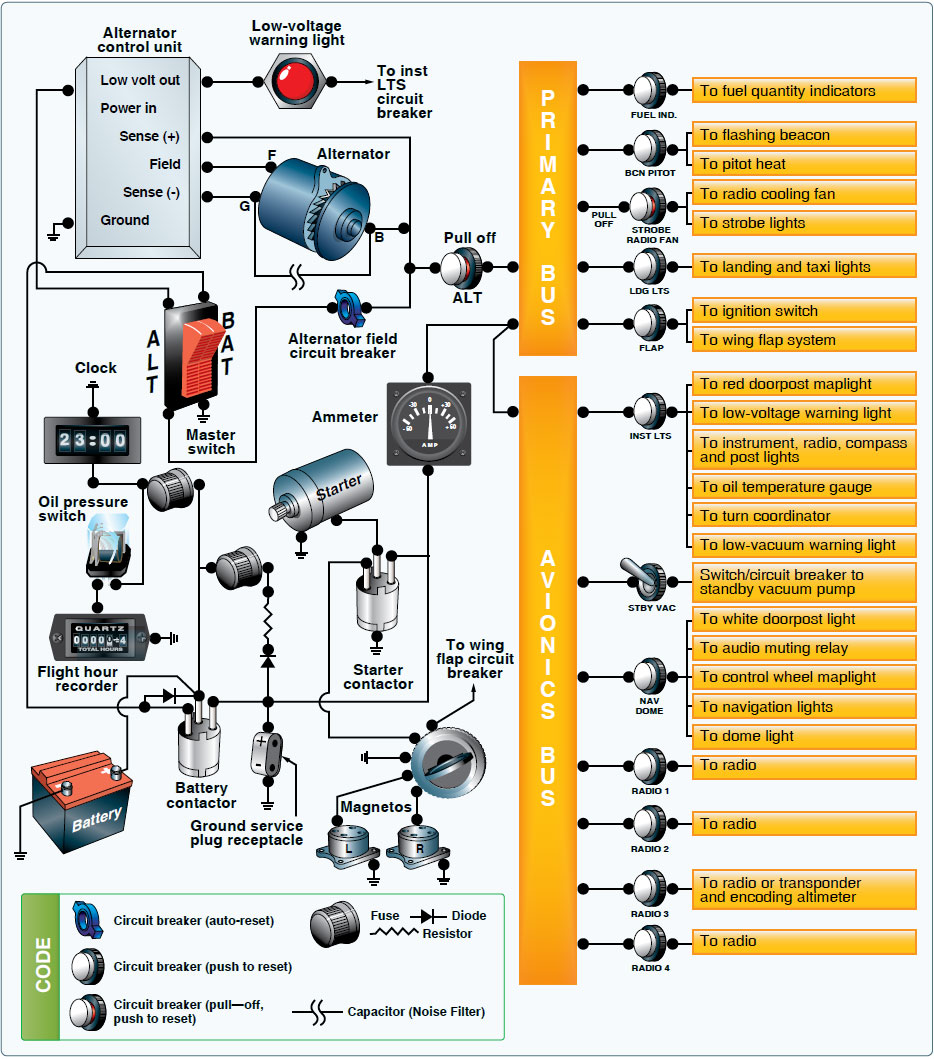 Alternator
control unit
Low volt out
Power in
Sense (+)
Field
Sense (-)
Ground
Low-voltage
warning light
To inst
LTS
circuit
breaker
F
Alternator
G
B
Pull off
ALT
Alternator field
circuit breaker
ALT
BAT
Master
switch
Clock
23:00
Oil pressure
switch
QUARTZ
TOTAL HOURS
Flight hour
recorder
Ammeter
-30
0
+30
-60
+60
AMP
Starter
Starter
contactor
To wing
flap circuit
breaker
Battery
Battery
contactor
+
-
Ground service
plug receptacle
Magnetos
L
R
PRIMARY BUS
FUEL IND.
To fuel quantity indicators
BCN PITOT
To flashing beacon
To pitot heat
PULL
OFF
STROBE
RADIO FAN
To radio cooling fan
To strobe lights
LDG LTS
To landing and taxi lights
FLAP
To ignition switch
To wing flap system
AVIONICS BUS
INST LTS
To red doorpost maplight
To low-voltage warning light
To instrument, radio, compass
and post lights
To oil temperature gauge
To turn coordinator
To low-vacuum warning light
STBY VAC
Switch/circuit breaker to
standby vacuum pump
NAV
DOME
To white doorpost light
To audio muting relay
To control wheel maplight
To navigation lights
To dome light
RADIO 1
To radio
RADIO 2
To radio
RADIO 3
To radio or transponder
and encoding altimeter
RADIO 4
To radio
CODE
Circuit breaker (auto-reset)
Circuit breaker (push to reset)
Circuit breaker (pull—off,
push to reset)
Fuse
Diode
Resistor
Capacitor (Noise Filter)